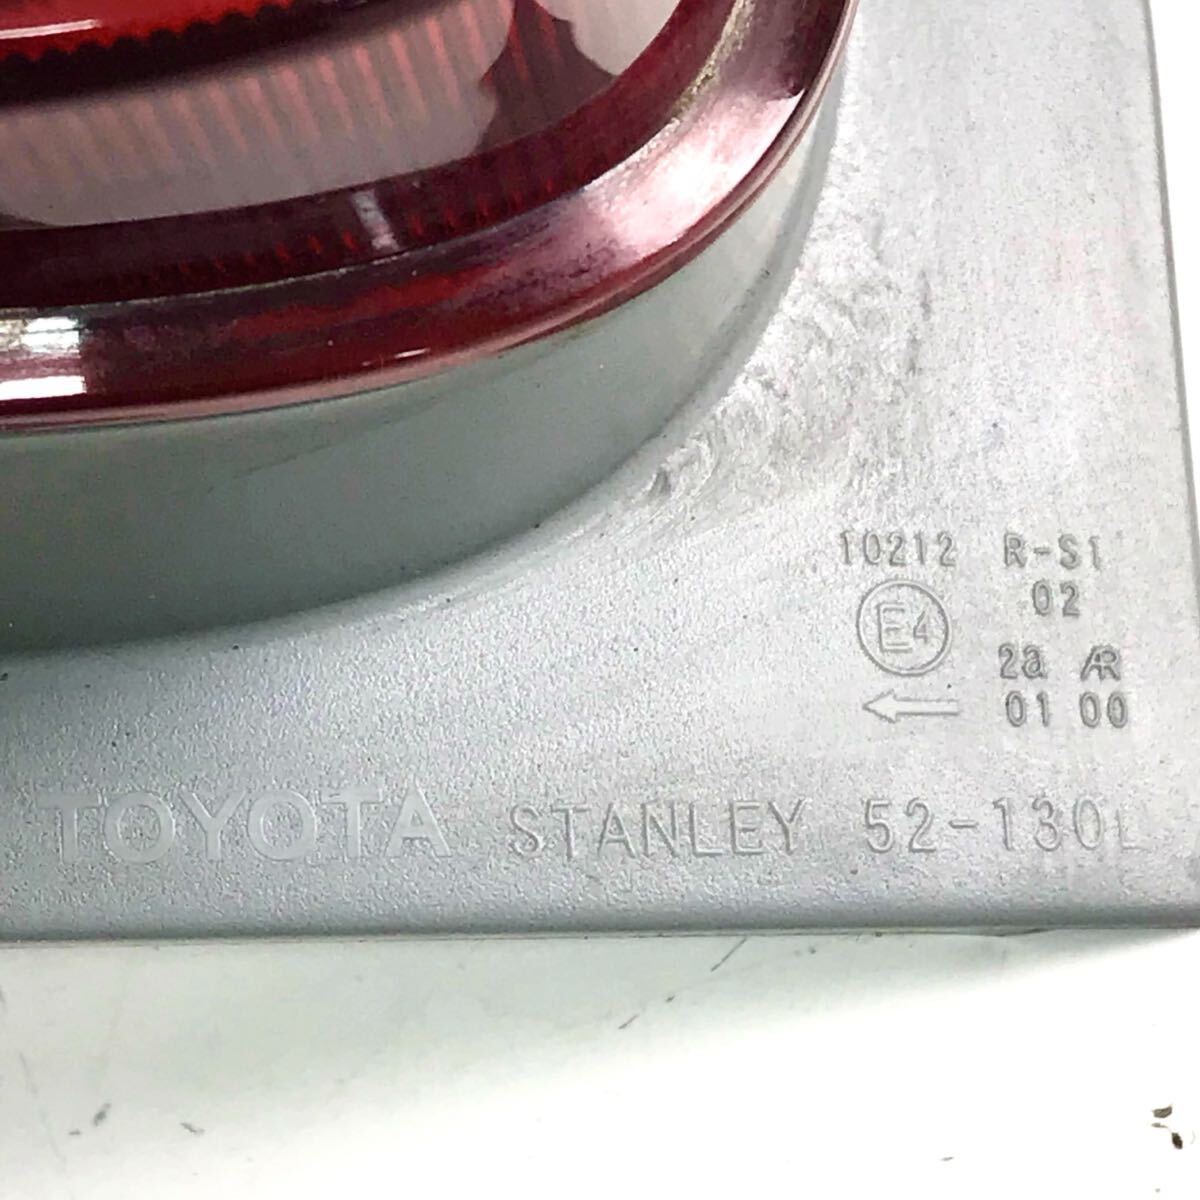 10212 R-S1
E4 02
2a AR
01 00
TOYOTA STANLEY 52-130L